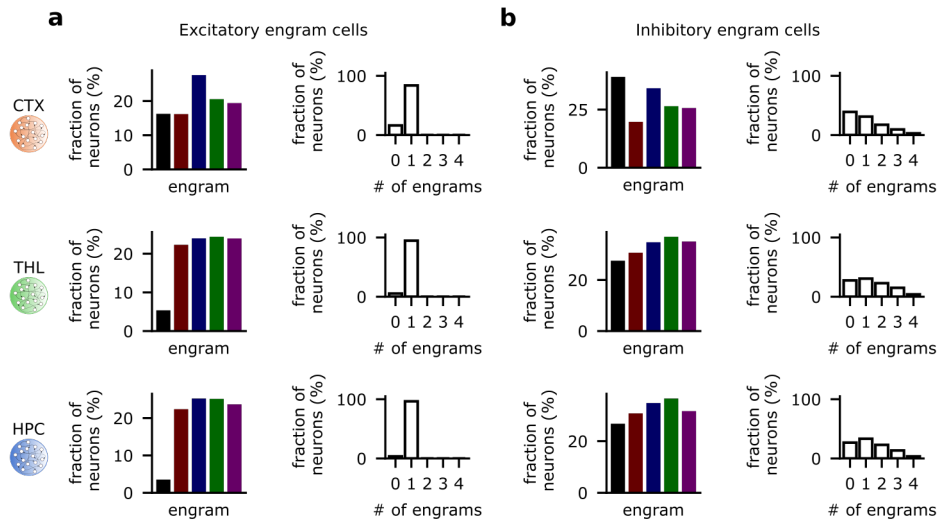 a
Excitatory engram cells
b
Inhibitory engram cells
CTX
fraction of
neurons (%)
20
10
0
engram
fraction of
neurons (%)
100
0
0 1 2 3 4
# of engrams
fraction of
neurons (%)
25
0
engram
fraction of
neurons (%)
100
0
0 1 2 3 4
# of engrams
THL
fraction of
neurons (%)
20
10
0
engram
fraction of
neurons (%)
100
0
0 1 2 3 4
# of engrams
fraction of
neurons (%)
20
0
engram
fraction of
neurons (%)
100
0
0 1 2 3 4
# of engrams
HPC
fraction of
neurons (%)
20
10
0
engram
fraction of
neurons (%)
100
0
0 1 2 3 4
# of engrams
fraction of
neurons (%)
20
0
engram
fraction of
neurons (%)
100
0
0 1 2 3 4
# of engrams